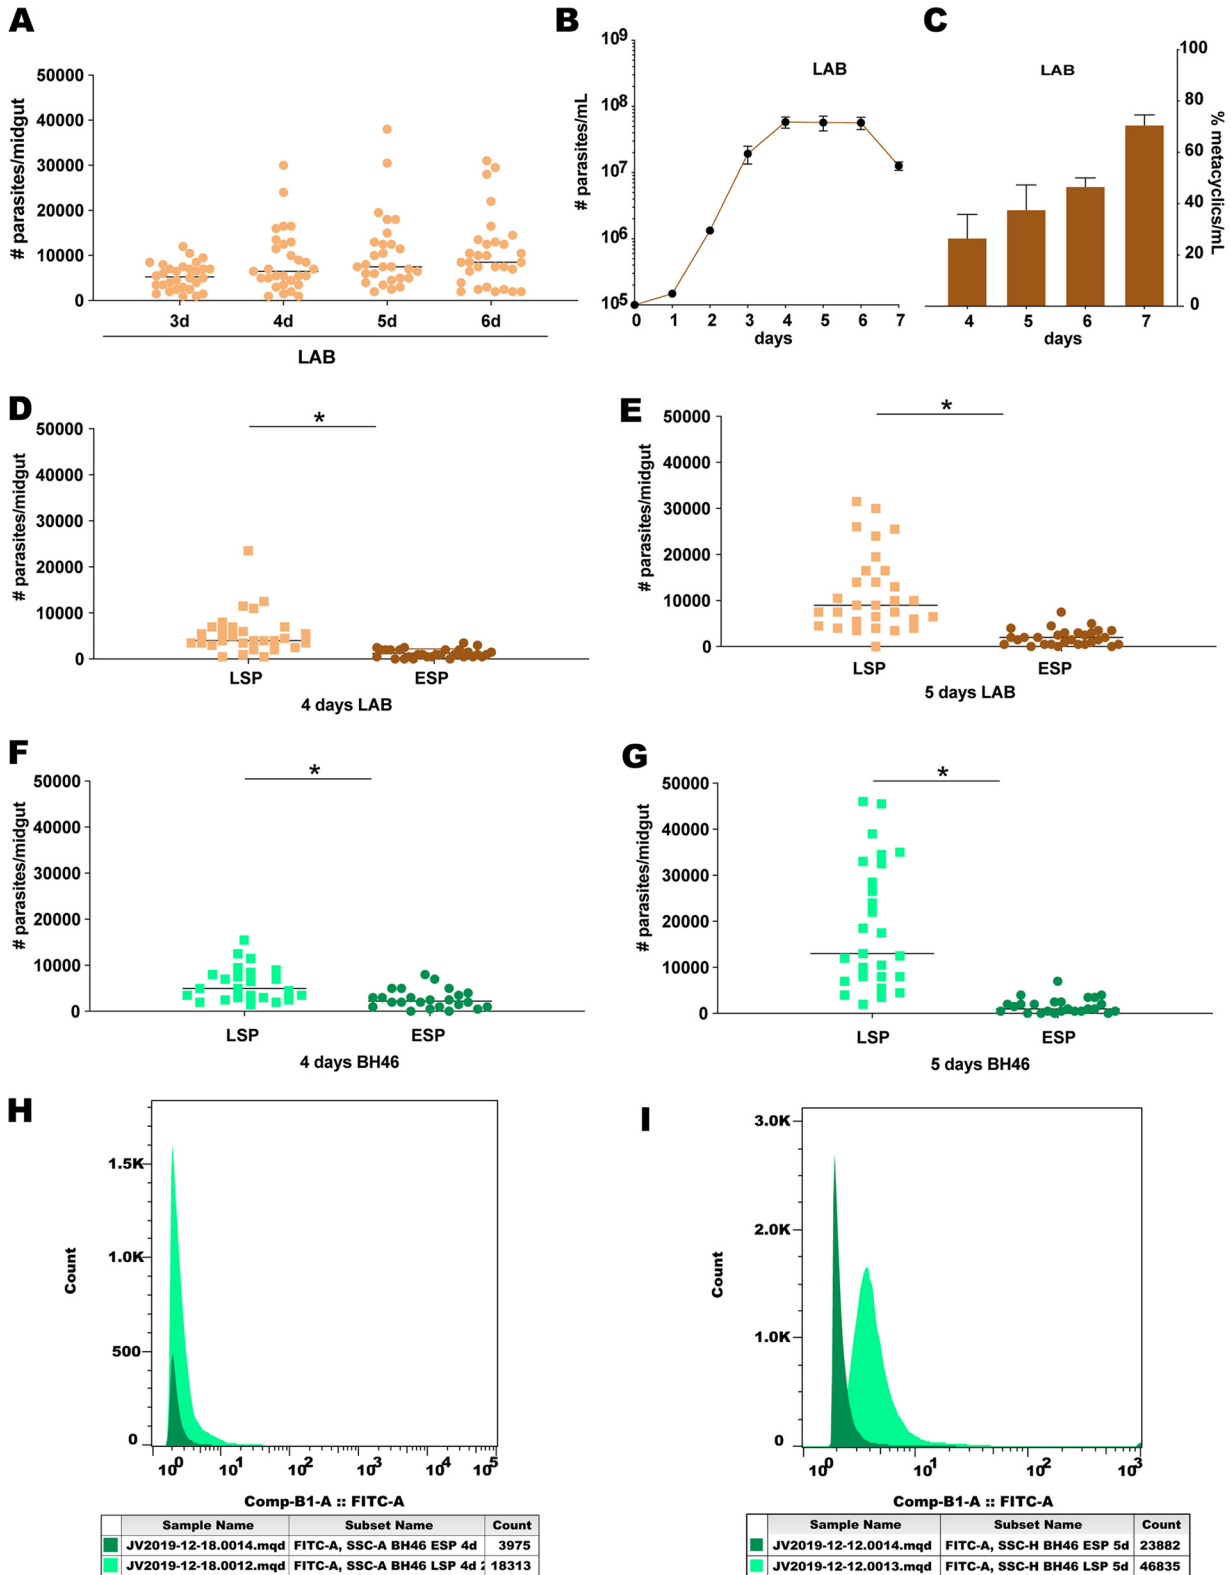 A
# parasites/midgut
50000
40000
30000
20000
10000
0
3d 4d 5d 6d
LAB
B
# parasites/mL
10⁹
10⁸
10⁷
10⁶
10⁵
LAB
0 1 2 3 4 5 6 7
days
C
LAB
100
80
60
40
20
0
% metacyclics/mL
4 5 6 7
days
D
# parasites/midgut
50000
40000
30000
20000
10000
0
*
LSP ESP
4 days LAB
E
# parasites/midgut
50000
40000
30000
20000
10000
0
*
LSP ESP
5 days LAB
F
# parasites/midgut
50000
40000
30000
20000
10000
0
*
LSP ESP
4 days BH46
G
# parasites/midgut
50000
40000
30000
20000
10000
0
*
LSP ESP
5 days BH46
H
Count
1.5K
1.0K
500
0
10⁰ 10¹ 10² 10³ 10⁴ 10⁵
Comp-B1-A :: FITC-A
Sample Name Subset Name Count
JV2019-12-18.0014.mqd FITC-A, SSC-A BH46 ESP 4d 3975
JV2019-12-18.0012.mqd FITC-A, SSC-A BH46 LSP 4d 18313
I
Count
3.0K
2.0K
1.0K
0
10⁰ 10¹ 10² 10³
Comp-B1-A :: FITC-A
Sample Name Subset Name Count
JV2019-12-12.0014.mqd FITC-A, SSC-H BH46 ESP 5d 23882
JV2019-12-12.0013.mqd FITC-A, SSC-H BH46 LSP 5d 46835